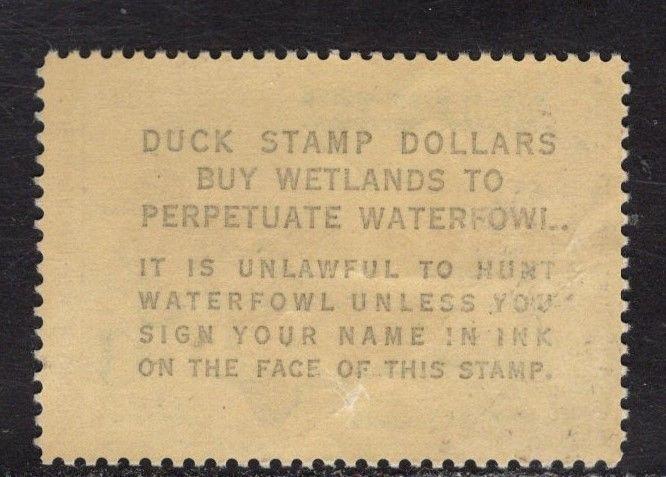 DUCK STAMP DOLLARS
BUY WETLANDS TO
PERPETUATE WATERFOWL.
IT IS UNLAWFUL TO HUNT
WATERFOWL UNLESS YOU
SIGN YOUR NAME IN INK
ON THE FACE OF THIS STAMP.